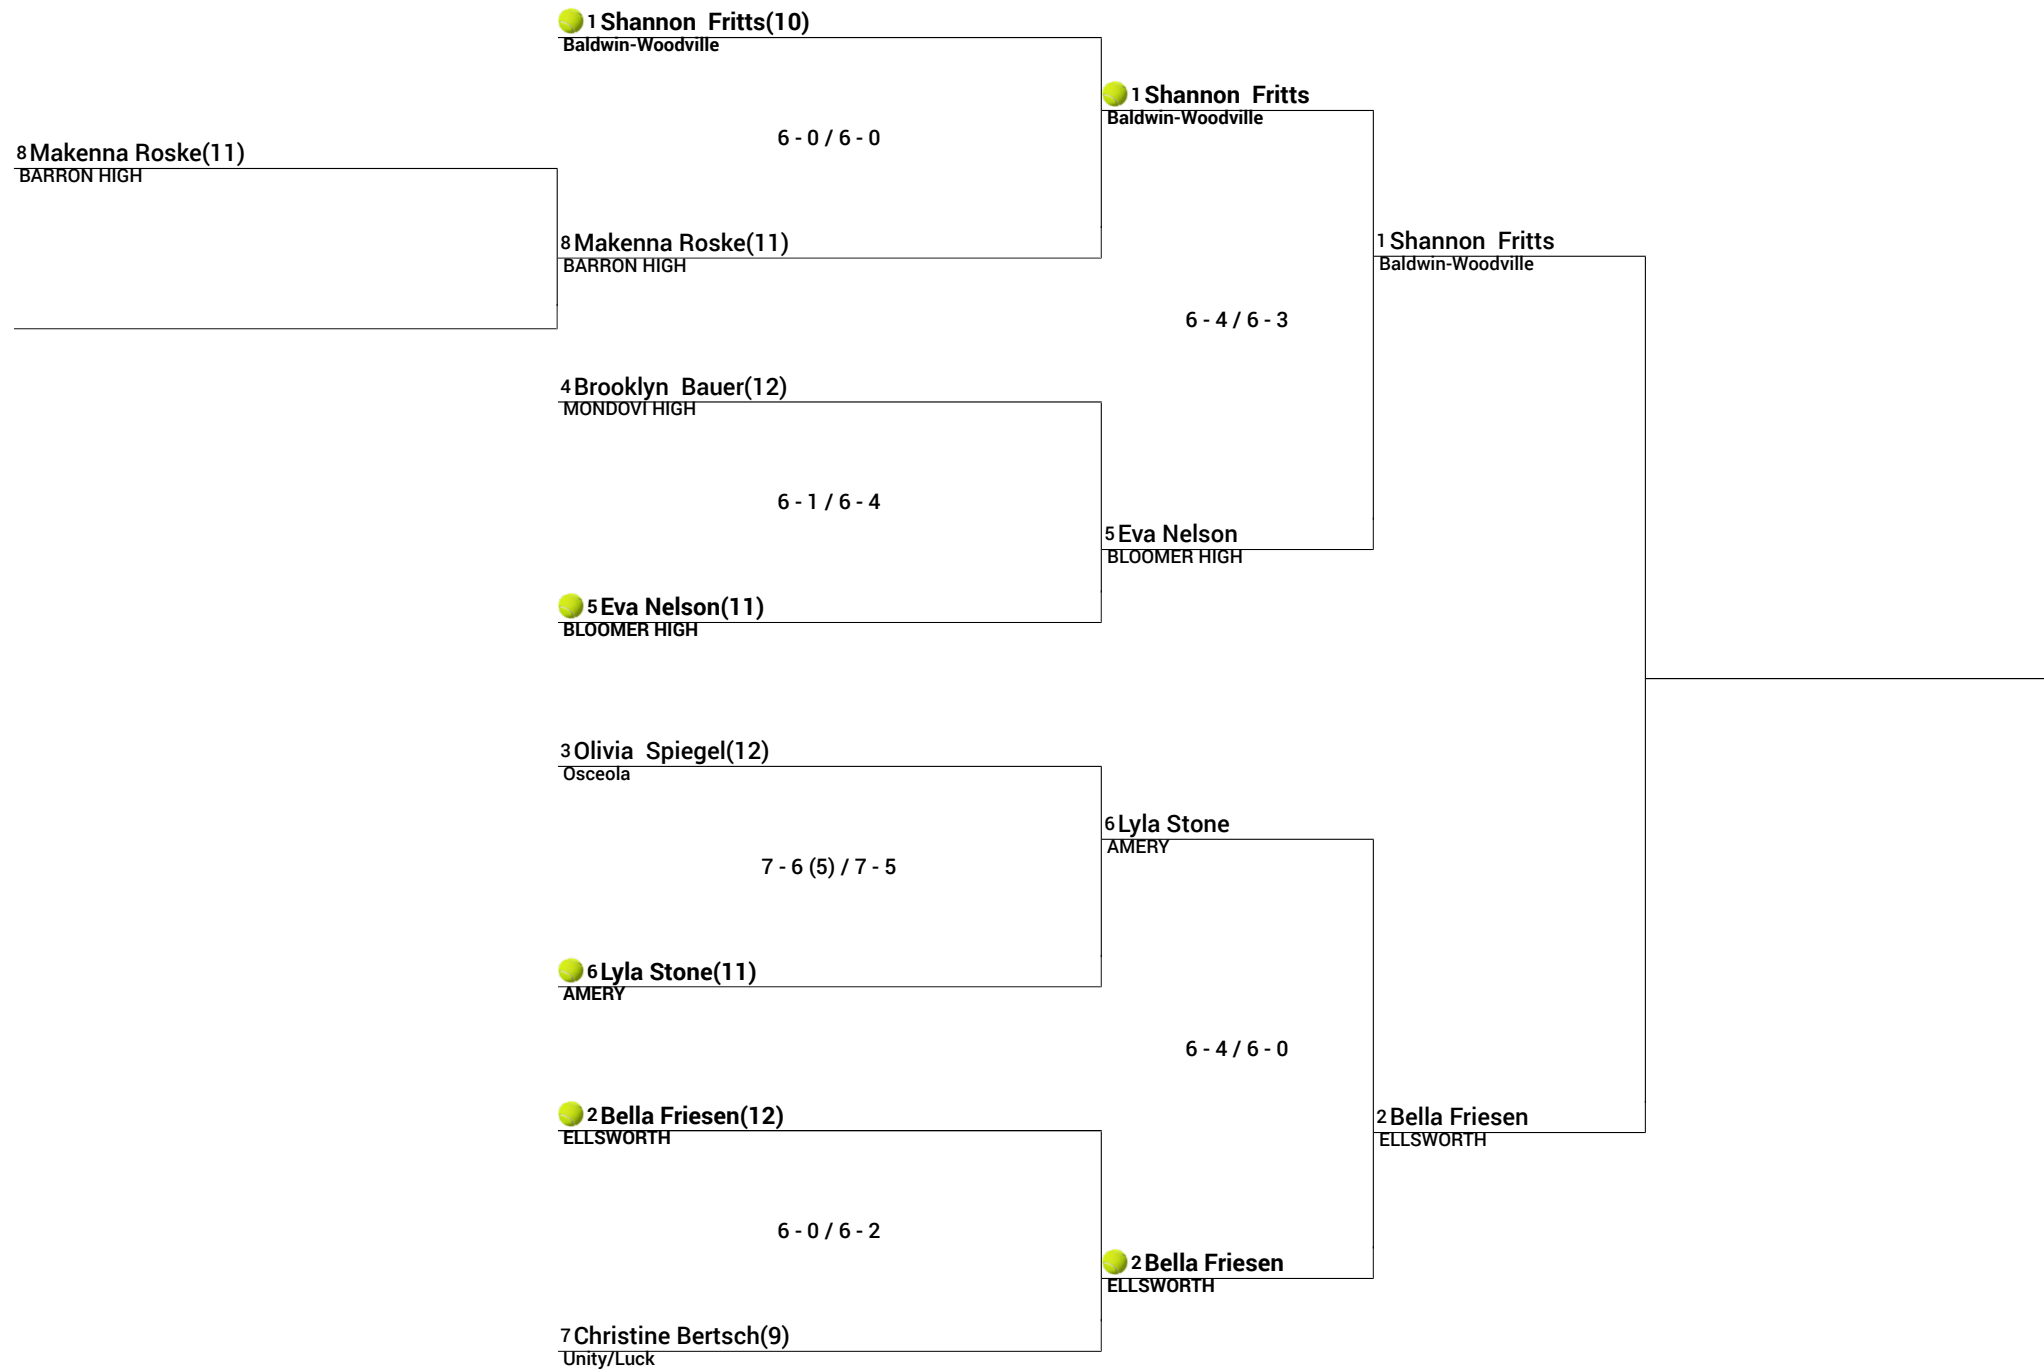 1 Shannon  Fritts(10)
Baldwin-Woodville
6 - 0 / 6 - 0
1 Shannon  Fritts
Baldwin-Woodville
8 Makenna Roske(11)
BARRON HIGH
8 Makenna Roske(11)
BARRON HIGH
1 Shannon  Fritts
Baldwin-Woodville
6 - 4 / 6 - 3
4 Brooklyn  Bauer(12)
MONDOVI HIGH
6 - 1 / 6 - 4
5 Eva Nelson
BLOOMER HIGH
5 Eva Nelson(11)
BLOOMER HIGH
3 Olivia  Spiegel(12)
Osceola
6 Lyla Stone
AMERY
7 - 6 (5) / 7 - 5
6 Lyla Stone(11)
AMERY
6 - 4 / 6 - 0
2 Bella Friesen(12)
ELLSWORTH
2 Bella Friesen
ELLSWORTH
6 - 0 / 6 - 2
2 Bella Friesen
ELLSWORTH
7 Christine Bertsch(9)
Unity/Luck